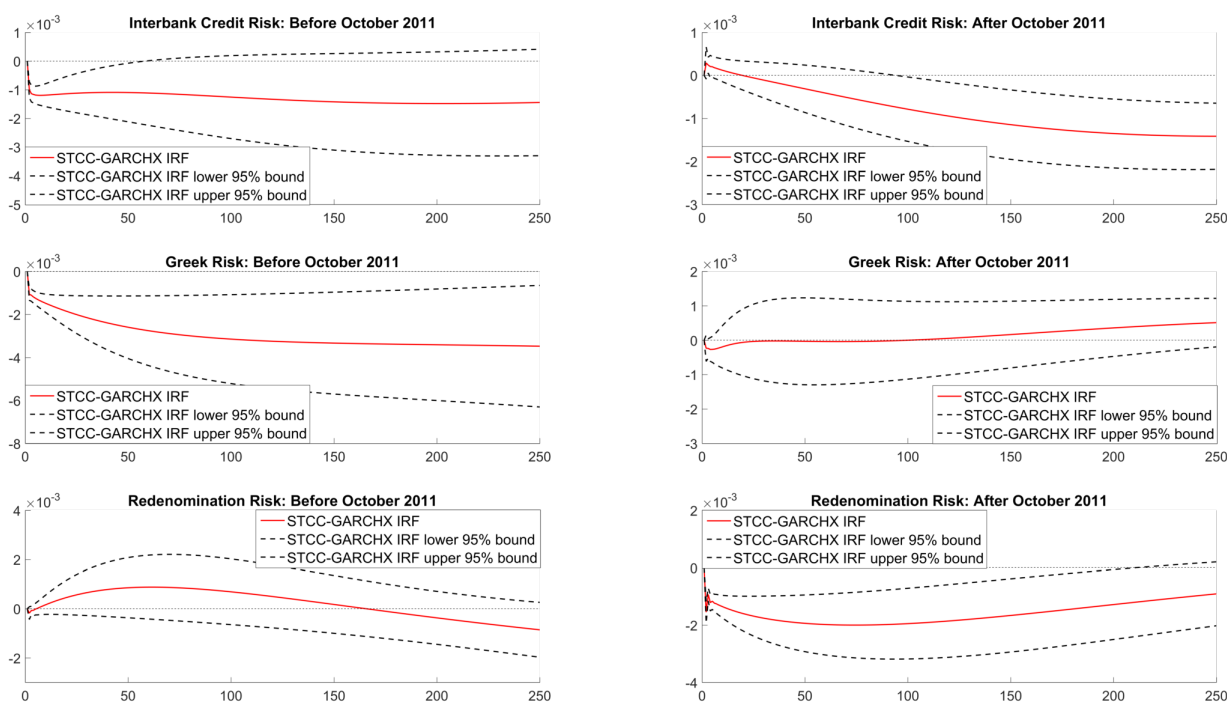 Interbank Credit Risk: Before October 2011
×10-3
1
0
-1
-2
-3
-4
-5
STCC-GARCHX IRF
STCC-GARCHX IRF lower 95% bound
STCC-GARCHX IRF upper 95% bound
0 50 100 150 200 250
Interbank Credit Risk: After October 2011
×10-3
1
0
-1
-2
-3
STCC-GARCHX IRF
STCC-GARCHX IRF lower 95% bound
STCC-GARCHX IRF upper 95% bound
0 50 100 150 200 250
Greek Risk: Before October 2011
×10-3
0
-2
-4
-6
-8
STCC-GARCHX IRF
STCC-GARCHX IRF lower 95% bound
STCC-GARCHX IRF upper 95% bound
0 50 100 150 200 250
Greek Risk: After October 2011
×10-3
2
1
0
-1
-2
-3
STCC-GARCHX IRF
STCC-GARCHX IRF lower 95% bound
STCC-GARCHX IRF upper 95% bound
0 50 100 150 200 250
Redenomination Risk: Before October 2011
×10-3
4
2
0
-2
STCC-GARCHX IRF
STCC-GARCHX IRF lower 95% bound
STCC-GARCHX IRF upper 95% bound
0 50 100 150 200 250
Redenomination Risk: After October 2011
×10-3
2
0
-2
-4
STCC-GARCHX IRF
STCC-GARCHX IRF lower 95% bound
STCC-GARCHX IRF upper 95% bound
0 50 100 150 200 250